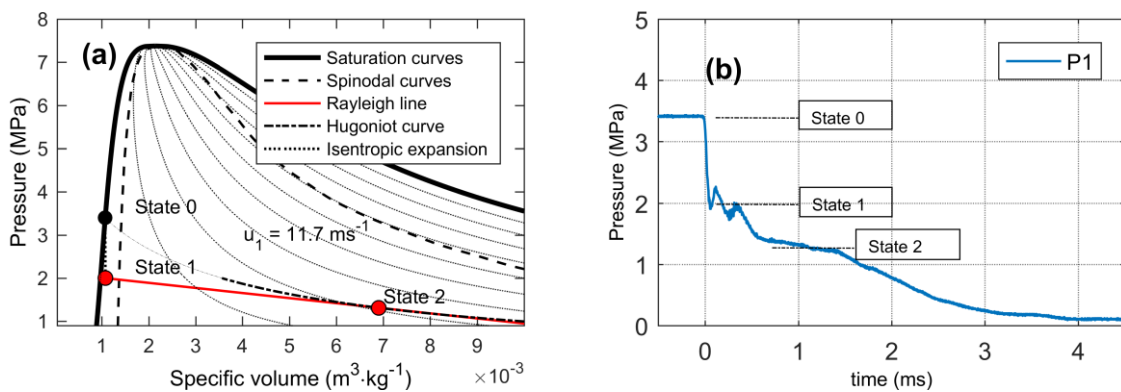 (a)
8
7
6
5
4
3
2
1
Pressure (MPa)
Saturation curves
Spinodal curves
Rayleigh line
Hugoniot curve
Isentropic expansion
State 0
State 1
State 2
u1 = 11.7 ms-1
1 2 3 4 5 6 7 8 9
Specific volume (m3·kg-1)
×10-3
(b)
5
4
3
2
1
0
Pressure (MPa)
P1
State 0
State 1
State 2
0 1 2 3 4
time (ms)